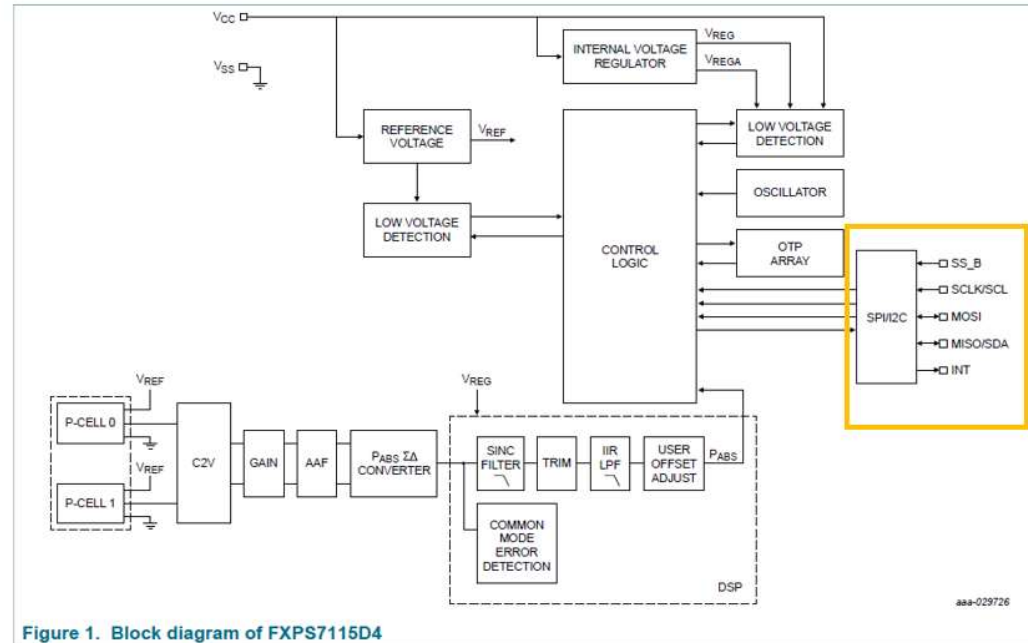 VCC
VSS
INTERNAL VOLTAGE
REGULATOR
VREG
VREGA
REFERENCE
VOLTAGE
VREF
LOW VOLTAGE
DETECTION
LOW VOLTAGE
DETECTION
OSCILLATOR
CONTROL
LOGIC
OTP
ARRAY
SPI/I2C
SS_B
SCLK/SCL
MOSI
MISO/SDA
INT
VREF
P-CELL 0
VREF
P-CELL 1
C2V
GAIN
AAF
PABS ΣΔ
CONVERTER
VREG
SINC
FILTER
TRIM
IIR
LPF
USER
OFFSET
ADJUST
PABS
COMMON
MODE
ERROR
DETECTION
DSP
aaa-029726
Figure 1. Block diagram of FXPS7115D4